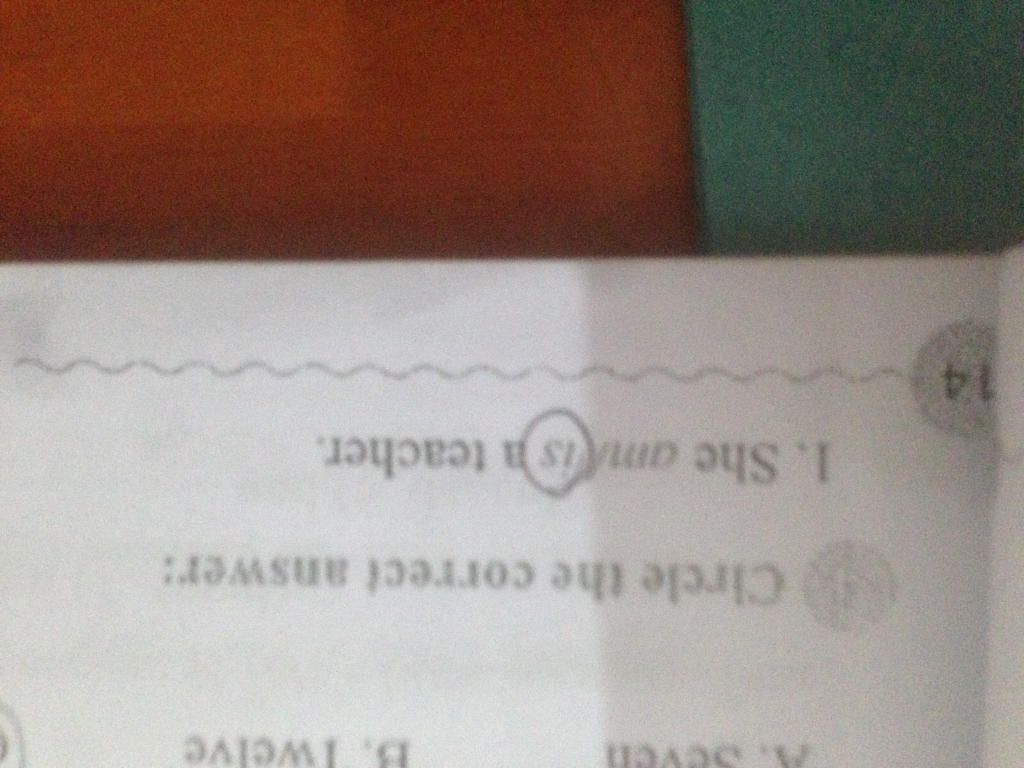 A. Seven B. Twelve
Circle the correct answer:
1. She am/is a teacher.
14